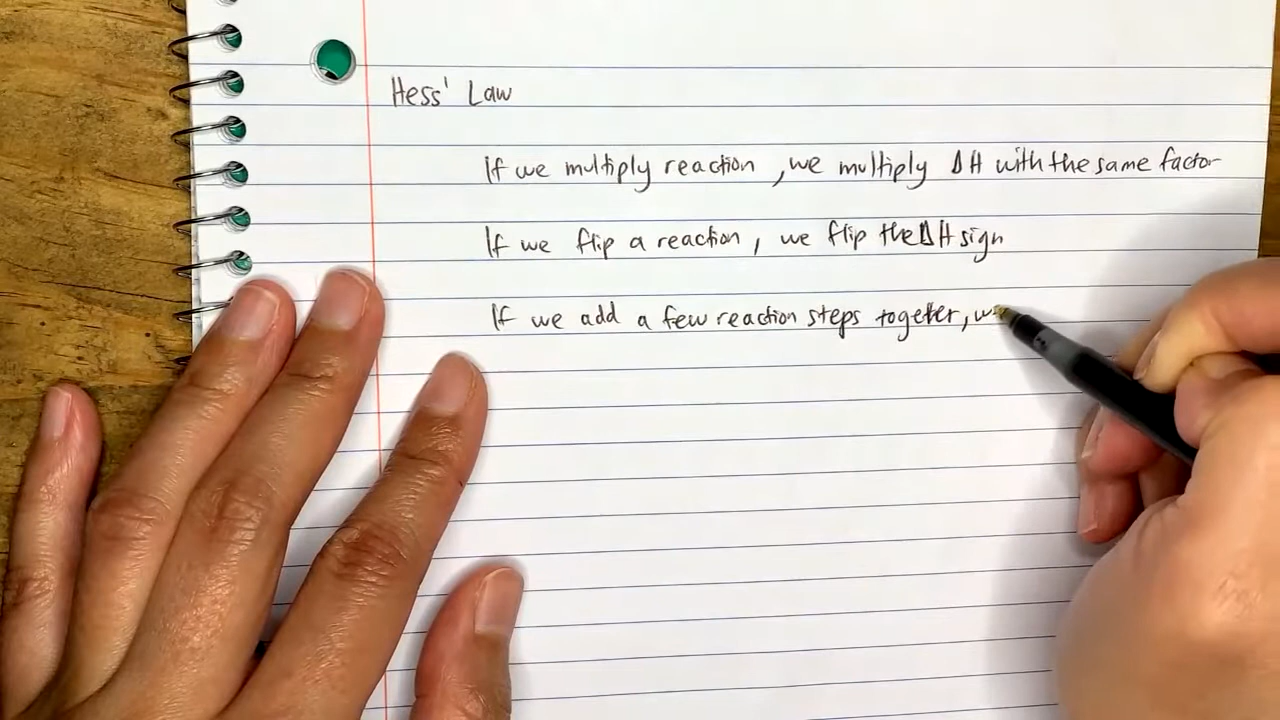 Hess' Law
If we multiply reaction, we multiply ΔH with the same factor
If we flip a reaction, we flip the ΔH sign
If we add a few reaction steps together,